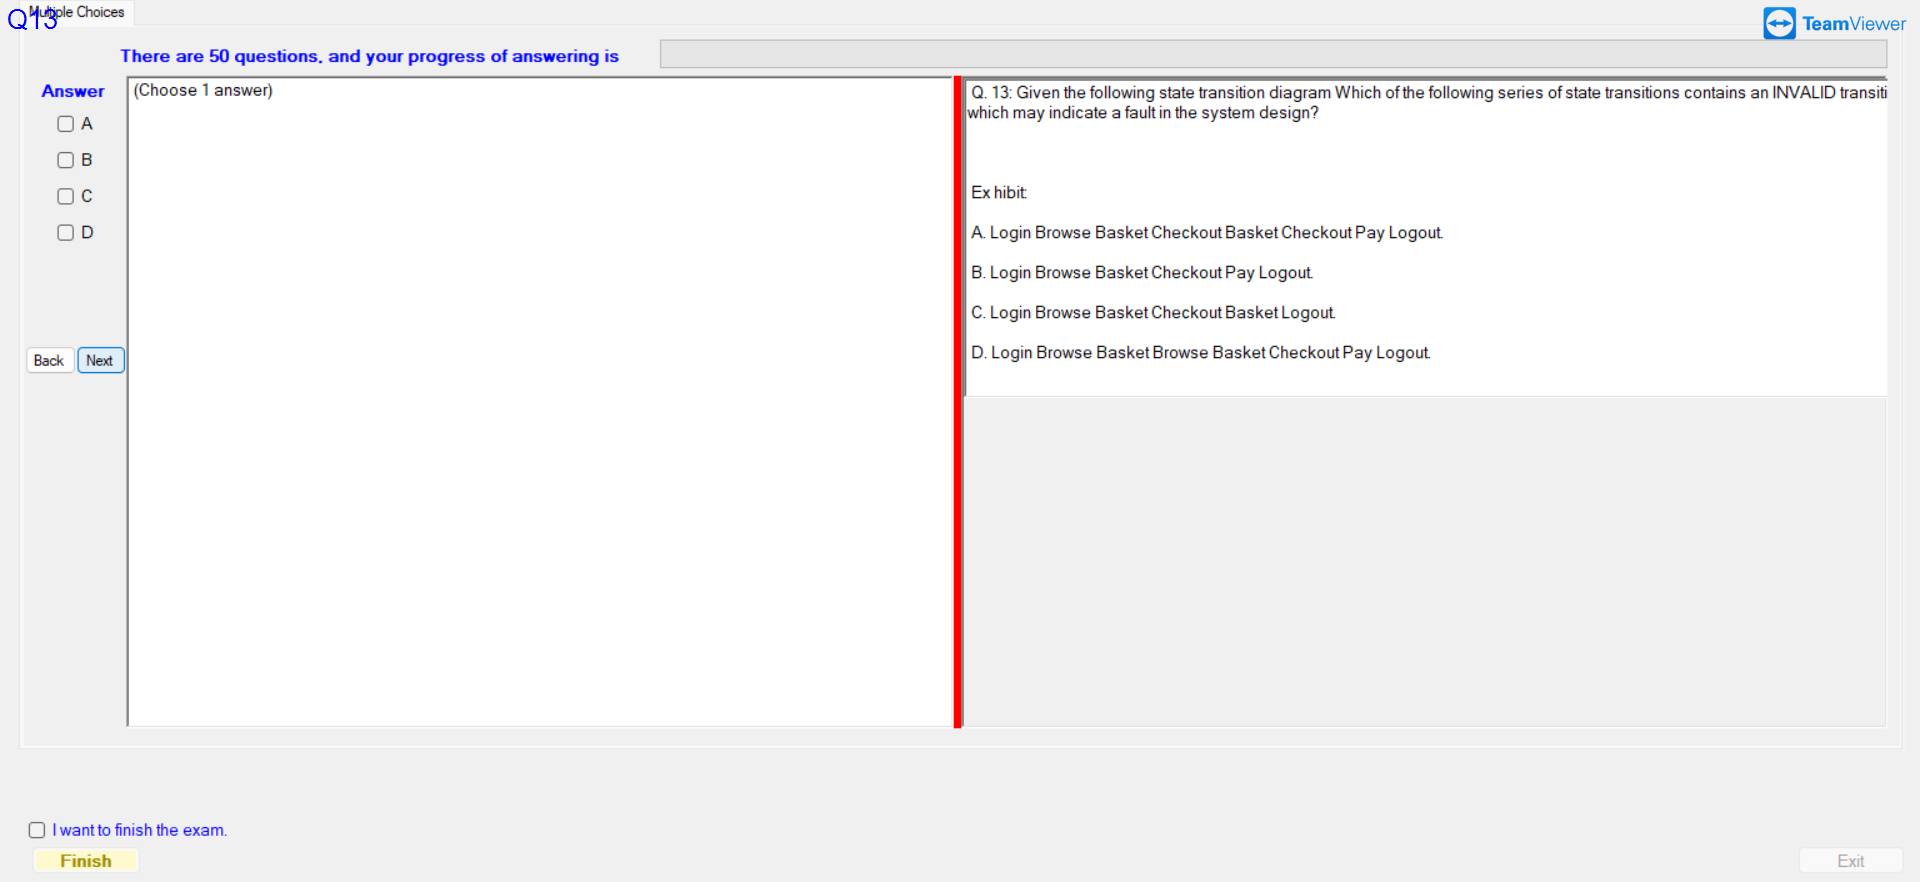 Multiple Choices
Q13
TeamViewer
There are 50 questions, and your progress of answering is
Answer
(Choose 1 answer)
A
B
C
D
Back Next
Q. 13: Given the following state transition diagram Which of the following series of state transitions contains an INVALID transiti
which may indicate a fault in the system design?
Ex hibit:
A. Login Browse Basket Checkout Basket Checkout Pay Logout.
B. Login Browse Basket Checkout Pay Logout.
C. Login Browse Basket Checkout Basket Logout.
D. Login Browse Basket Browse Basket Checkout Pay Logout.
I want to finish the exam.
Finish
Exit